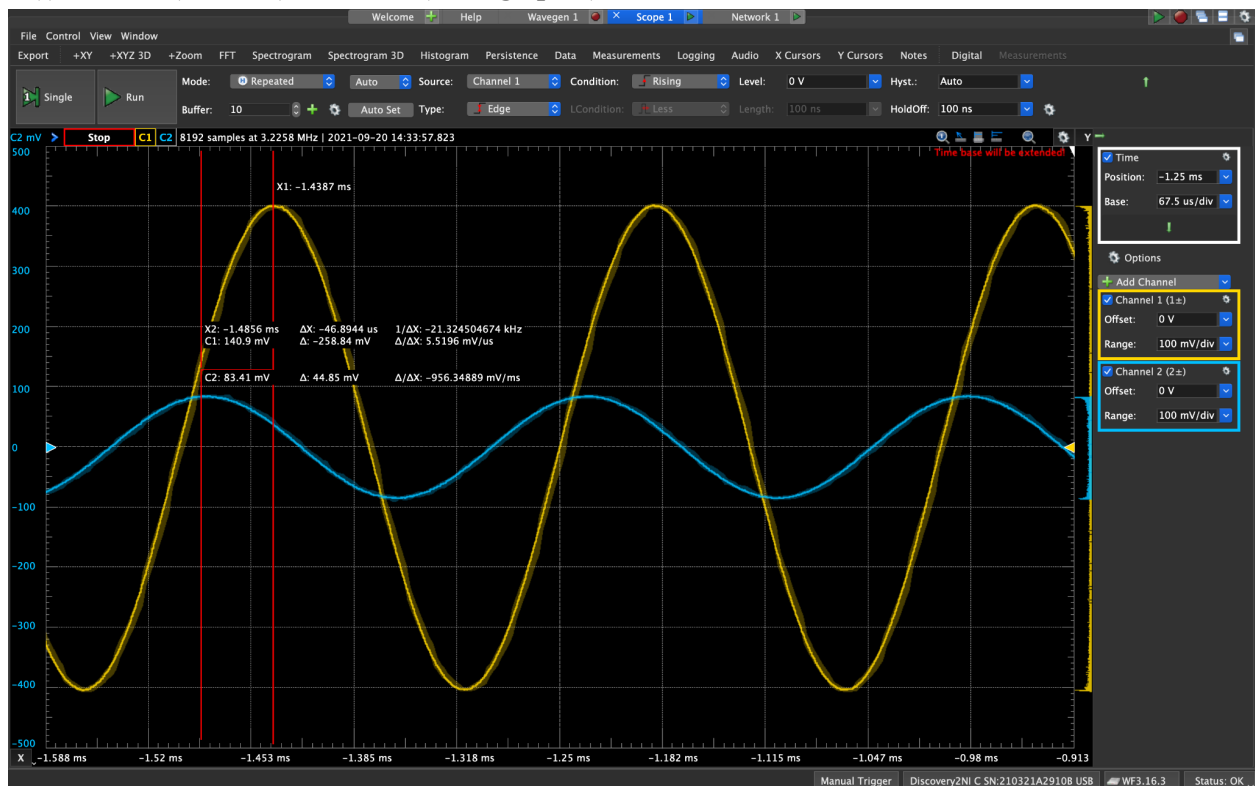 Welcome Help Wavegen 1 Scope 1 Network 1
File Control View Window
Export +XY +XYZ 3D +Zoom FFT Spectrogram Spectrogram 3D Histogram Persistence Data Measurements Logging Audio X Cursors Y Cursors Notes Digital Measurements
Single Run Mode: Repeated Auto Source: Channel 1 Condition: Rising Level: 0 V Hyst.: Auto
Buffer: 10 Auto Set Type: Edge LCondition: Less Length: 100 ns HoldOff: 100 ns
C2 mV Stop C1 C2 8192 samples at 3.2258 MHz | 2021-09-20 14:33:57.823 Y
Time base will be extended!
500
400
300
200
100
0
-100
-200
-300
-400
-500
X1: -1.4387 ms
X2: -1.4856 ms ΔX: -46.8944 us 1/ΔX: -21.324504674 kHz
C1: 140.9 mV Δ: -258.84 mV Δ/ΔX: 5.5196 mV/us
C2: 83.41 mV Δ: 44.85 mV Δ/ΔX: -956.34889 mV/ms
X -1.588 ms -1.52 ms -1.453 ms -1.385 ms -1.318 ms -1.25 ms -1.182 ms -1.115 ms -1.047 ms -0.98 ms -0.913
Time
Position: -1.25 ms
Base: 67.5 us/div
Options
Add Channel
Channel 1 (1±)
Offset: 0 V
Range: 100 mV/div
Channel 2 (2±)
Offset: 0 V
Range: 100 mV/div
Manual Trigger Discovery2NI C SN:210321A2910B USB WF3.16.3 Status: OK